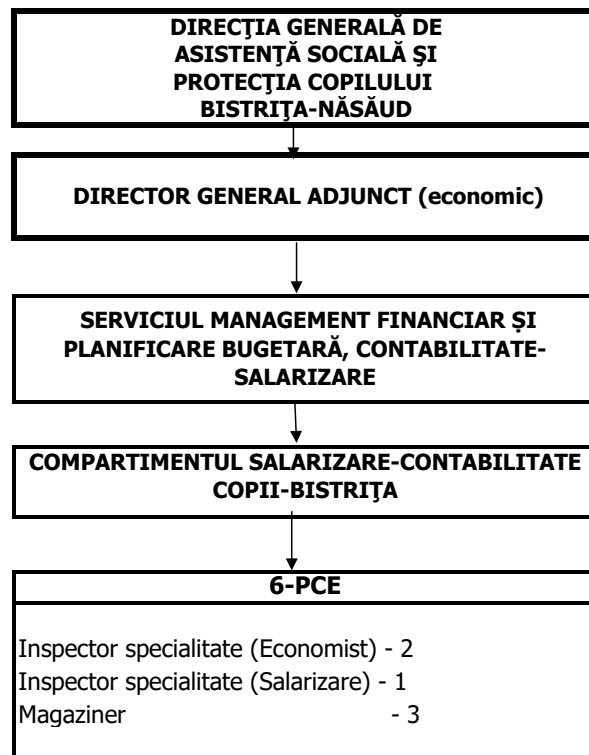 DIRECŢIA GENERALĂ DE
ASISTENŢĂ SOCIALĂ ŞI
PROTECŢIA COPILULUI
BISTRIŢA-NĂSĂUD
DIRECTOR GENERAL ADJUNCT (economic)
SERVICIUL MANAGEMENT FINANCIAR ȘI
PLANIFICARE BUGETARĂ, CONTABILITATE-
SALARIZARE
COMPARTIMENTUL SALARIZARE-CONTABILITATE
COPII-BISTRIŢA
6-PCE
Inspector specialitate (Economist) - 2
Inspector specialitate (Salarizare) - 1
Magaziner - 3